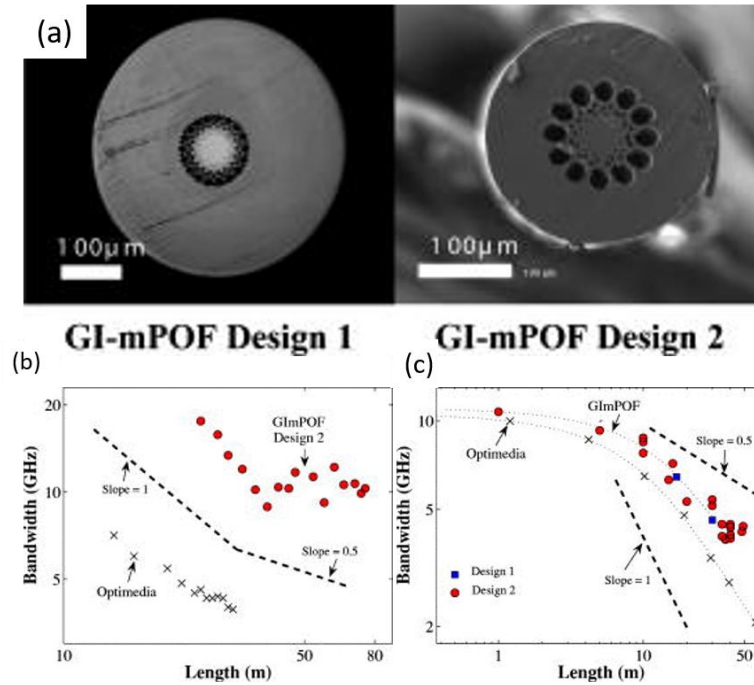 (a)
100µm
100µm
GI-mPOF Design 1
GI-mPOF Design 2
(b)
(c)
20
10
5
Bandwidth (GHz)
Slope = 1
GImPOF
Design 2
Slope = 0.5
Optimedia
10
50
80
Length (m)
10
5
2
Bandwidth (GHz)
GImPOF
Optimedia
Slope = 0.5
Slope = 1
Design 1
Design 2
1
10
50
Length (m)